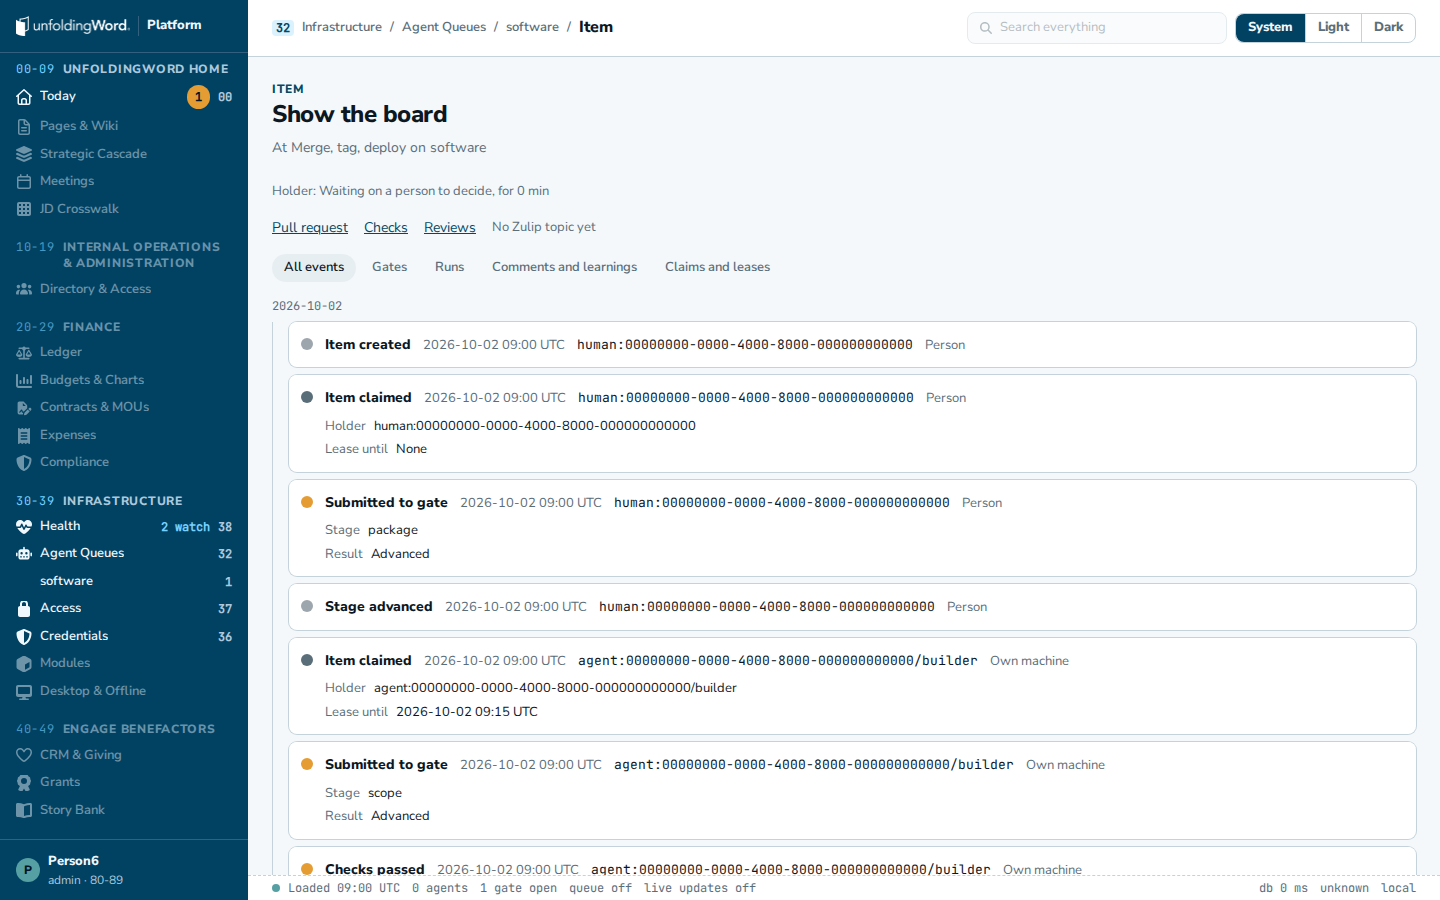 unfoldingWord Platform
32 Infrastructure / Agent Queues / software / Item
Search everything
System Light Dark
00-09 UNFOLDINGWORD HOME
Today 1 00
Pages & Wiki
Strategic Cascade
Meetings
JD Crosswalk
10-19 INTERNAL OPERATIONS
& ADMINISTRATION
Directory & Access
20-29 FINANCE
Ledger
Budgets & Charts
Contracts & MOUs
Expenses
Compliance
30-39 INFRASTRUCTURE
Health 2 watch 38
Agent Queues 32
software 1
Access 37
Credentials 36
Modules
Desktop & Offline
40-49 ENGAGE BENEFACTORS
CRM & Giving
Grants
Story Bank
P Person6
admin · 80-89
ITEM
Show the board
At Merge, tag, deploy on software
Holder: Waiting on a person to decide, for 0 min
Pull request Checks Reviews No Zulip topic yet
All events Gates Runs Comments and learnings Claims and leases
2026-10-02
Item created 2026-10-02 09:00 UTC human:00000000-0000-4000-8000-000000000000 Person
Item claimed 2026-10-02 09:00 UTC human:00000000-0000-4000-8000-000000000000 Person
Holder human:00000000-0000-4000-8000-000000000000
Lease until None
Submitted to gate 2026-10-02 09:00 UTC human:00000000-0000-4000-8000-000000000000 Person
Stage package
Result Advanced
Stage advanced 2026-10-02 09:00 UTC human:00000000-0000-4000-8000-000000000000 Person
Item claimed 2026-10-02 09:00 UTC agent:00000000-0000-4000-8000-000000000000/builder Own machine
Holder agent:00000000-0000-4000-8000-000000000000/builder
Lease until 2026-10-02 09:15 UTC
Submitted to gate 2026-10-02 09:00 UTC agent:00000000-0000-4000-8000-000000000000/builder Own machine
Stage scope
Result Advanced
Checks passed 2026-10-02 09:00 UTC agent:00000000-0000-4000-8000-000000000000/builder Own machine
Loaded 09:00 UTC 0 agents 1 gate open queue off live updates off
db 0 ms unknown local